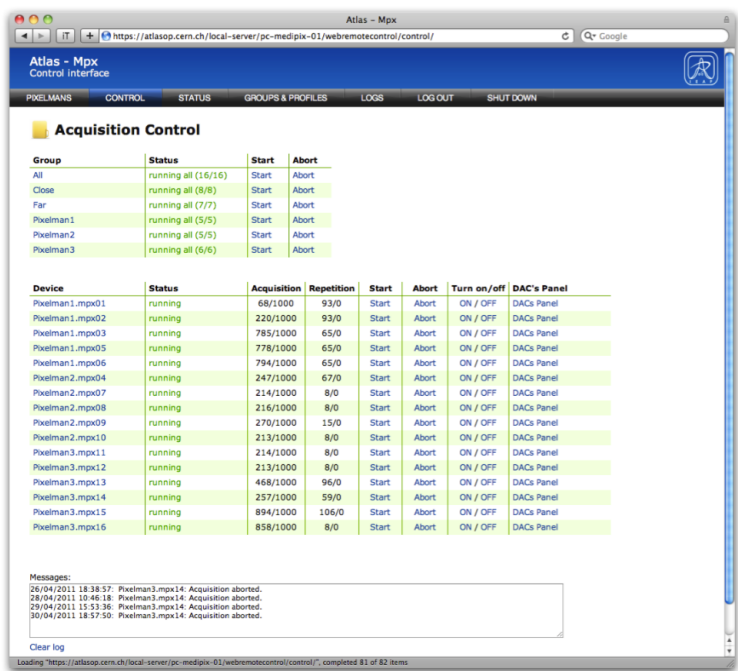 Atlas – Mpx
iT
+
https://atlasop.cern.ch/local-server/pc-medipix-01/webremotecontrol/control/
Google
Atlas - Mpx
Control interface
PIXELMANS CONTROL STATUS GROUPS & PROFILES LOGS LOG OUT SHUT DOWN
Acquisition Control
Group Status Start Abort
All running all (16/16) Start Abort
Close running all (8/8) Start Abort
Far running all (7/7) Start Abort
Pixelman1 running all (5/5) Start Abort
Pixelman2 running all (5/5) Start Abort
Pixelman3 running all (6/6) Start Abort
Device Status Acquisition Repetition Start Abort Turn on/off DAC's Panel
Pixelman1.mpx01 running 68/1000 93/0 Start Abort ON / OFF DACs Panel
Pixelman1.mpx02 running 220/1000 93/0 Start Abort ON / OFF DACs Panel
Pixelman1.mpx03 running 785/1000 65/0 Start Abort ON / OFF DACs Panel
Pixelman1.mpx05 running 778/1000 65/0 Start Abort ON / OFF DACs Panel
Pixelman1.mpx06 running 794/1000 65/0 Start Abort ON / OFF DACs Panel
Pixelman2.mpx04 running 247/1000 67/0 Start Abort ON / OFF DACs Panel
Pixelman2.mpx07 running 214/1000 8/0 Start Abort ON / OFF DACs Panel
Pixelman2.mpx08 running 216/1000 8/0 Start Abort ON / OFF DACs Panel
Pixelman2.mpx09 running 270/1000 15/0 Start Abort ON / OFF DACs Panel
Pixelman2.mpx10 running 213/1000 8/0 Start Abort ON / OFF DACs Panel
Pixelman3.mpx11 running 214/1000 8/0 Start Abort ON / OFF DACs Panel
Pixelman3.mpx12 running 213/1000 8/0 Start Abort ON / OFF DACs Panel
Pixelman3.mpx13 running 468/1000 96/0 Start Abort ON / OFF DACs Panel
Pixelman3.mpx14 running 257/1000 59/0 Start Abort ON / OFF DACs Panel
Pixelman3.mpx15 running 894/1000 106/0 Start Abort ON / OFF DACs Panel
Pixelman3.mpx16 running 858/1000 8/0 Start Abort ON / OFF DACs Panel
Messages:
26/04/2011 18:38:57: Pixelman3.mpx14: Acquisition aborted.
28/04/2011 10:46:18: Pixelman3.mpx14: Acquisition aborted.
29/04/2011 15:53:36: Pixelman3.mpx14: Acquisition aborted.
30/04/2011 18:57:50: Pixelman3.mpx14: Acquisition aborted.
Clear log
Loading "https://atlasop.cern.ch/local-server/pc-medipix-01/webremotecontrol/control/", completed 81 of 82 items